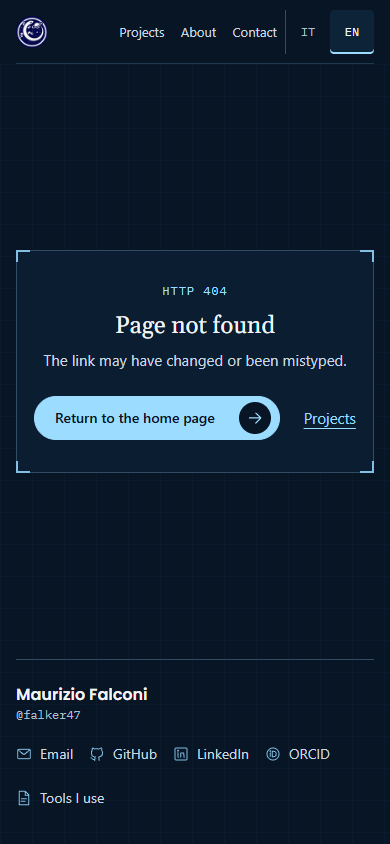 Projects About Contact IT EN
HTTP 404
Page not found
The link may have changed or been mistyped.
Return to the home page Projects
Maurizio Falconi
@falker47
Email GitHub LinkedIn ORCID
Tools I use